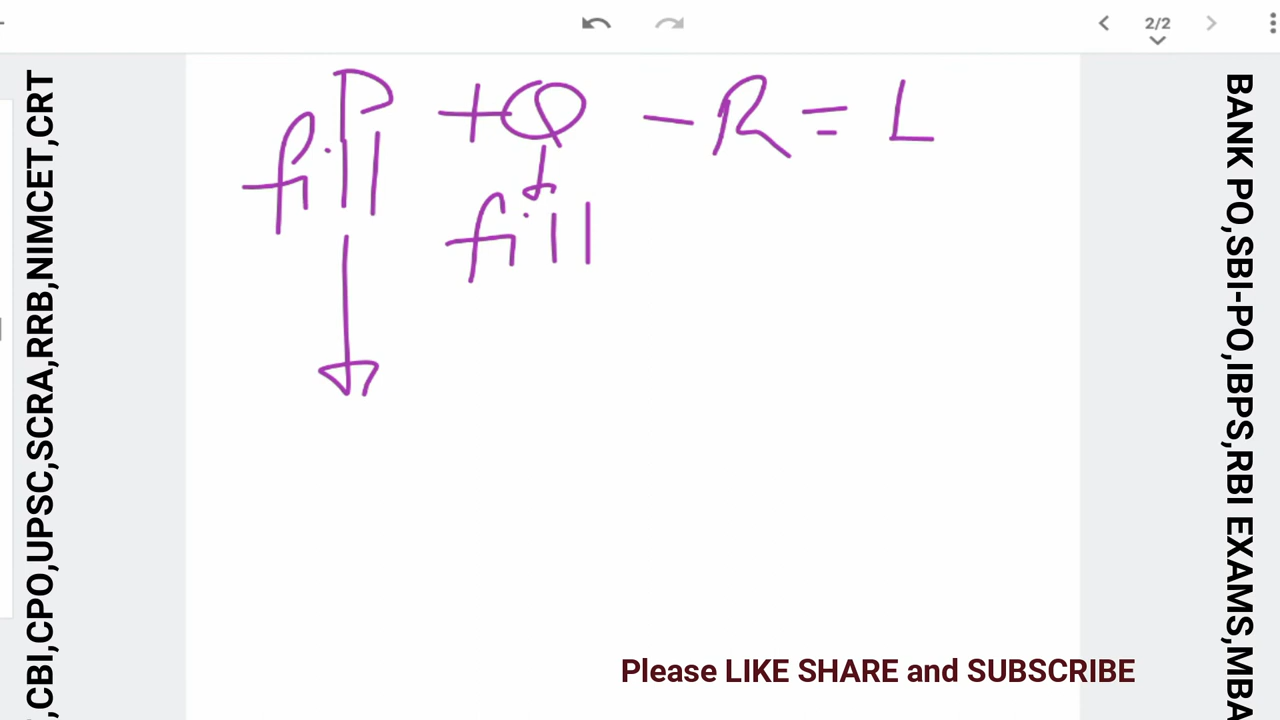 2/2
P + Q - R = L
fill
fill
,CBI,CPO,UPSC,SCRA,RRB,NIMCET,CRT
BANK PO,SBI-PO,IBPS,RBI EXAMS,MBA
Please LIKE SHARE and SUBSCRIBE